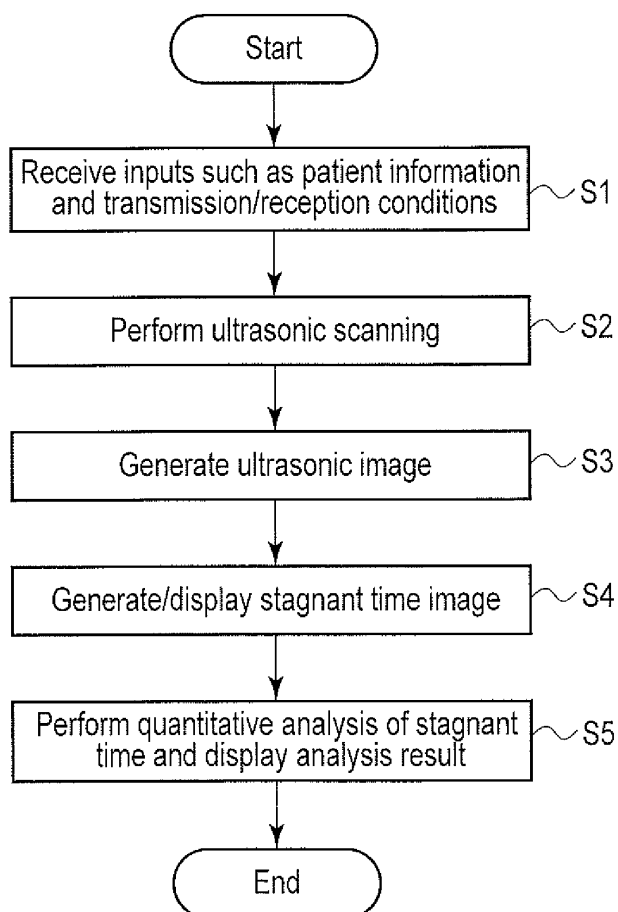 Start
Receive inputs such as patient information
and transmission/reception conditions
S1
Perform ultrasonic scanning
S2
Generate ultrasonic image
S3
Generate/display stagnant time image
S4
Perform quantitative analysis of stagnant
time and display analysis result
S5
End